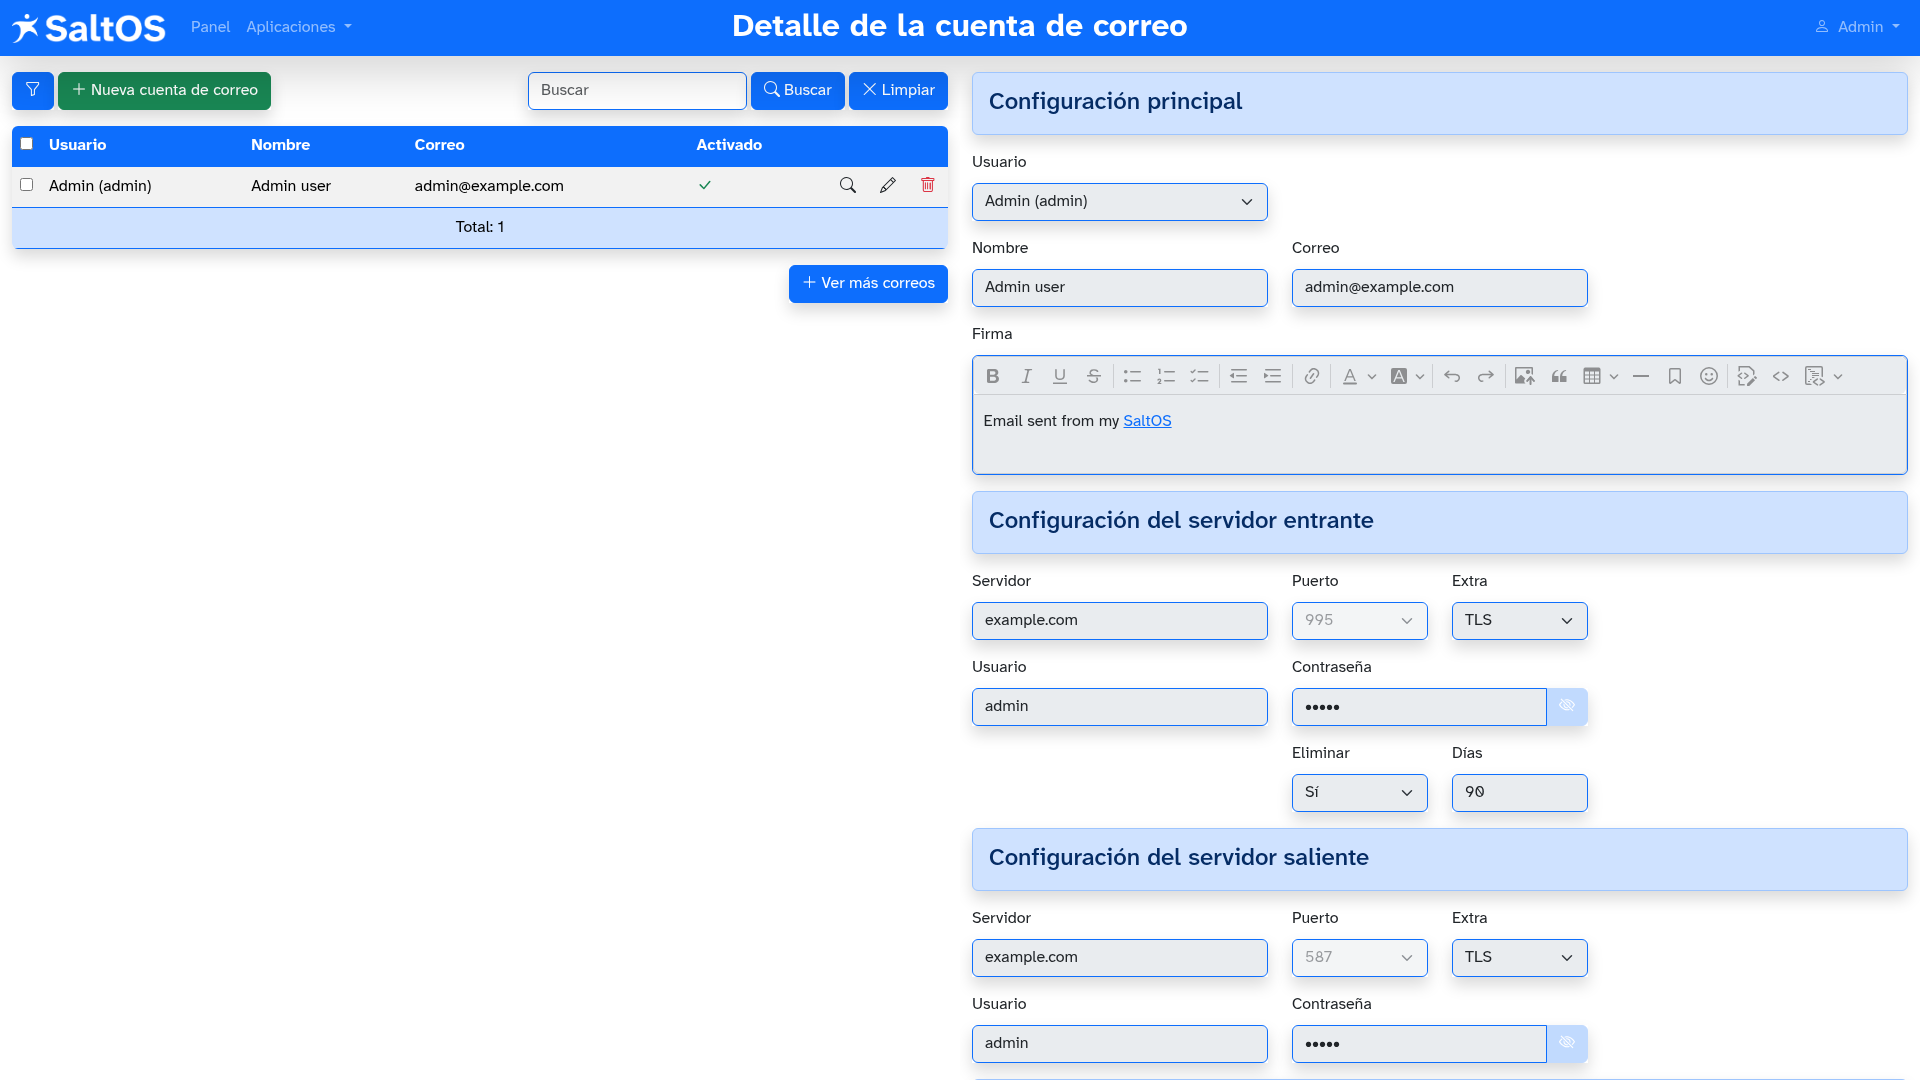 SaltOS Panel Aplicaciones Detalle de la cuenta de correo Admin
Nueva cuenta de correo Buscar Buscar Limpiar
Usuario Nombre Correo Activado
Admin (admin) Admin user admin@example.com
Total: 1
Ver más correos
Configuración principal
Usuario
Admin (admin)
Nombre Correo
Admin user admin@example.com
Firma
Email sent from my SaltOS
Configuración del servidor entrante
Servidor Puerto Extra
example.com 995 TLS
Usuario Contraseña
admin •••••
Eliminar Días
Sí 90
Configuración del servidor saliente
Servidor Puerto Extra
example.com 587 TLS
Usuario Contraseña
admin •••••